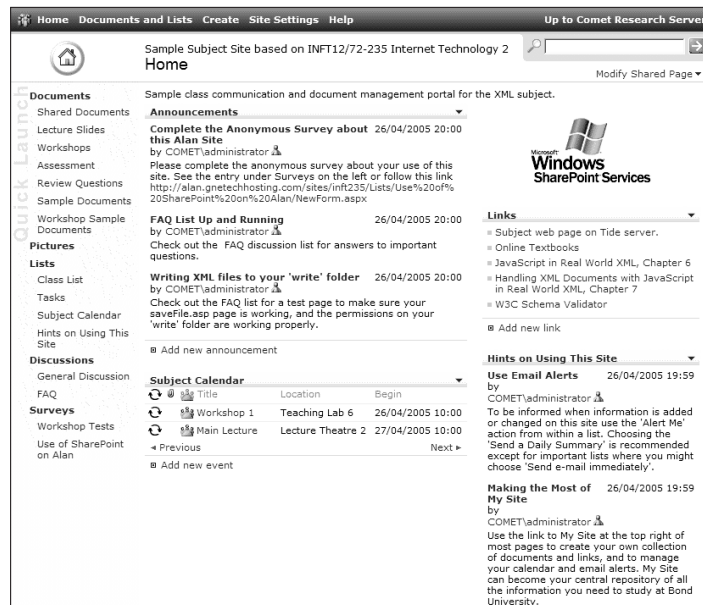 Home Documents and Lists Create Site Settings Help
Up to Comet Research Server
Sample Subject Site based on INFT12/72-235 Internet Technology 2
Home
Modify Shared Page
Quick Launch
Documents
Shared Documents
Lecture Slides
Workshops
Assessment
Review Questions
Sample Documents
Workshop Sample
Documents
Pictures
Lists
Class List
Tasks
Subject Calendar
Hints on Using This
Site
Discussions
General Discussion
FAQ
Surveys
Workshop Tests
Use of SharePoint
on Alan
Sample class communication and document management portal for the XML subject.
Announcements
Complete the Anonymous Survey about 26/04/2005 20:00
this Alan Site
by COMET\administrator
Please complete the anonymous survey about your use of this
site. See the entry under Surveys on the left or follow this link
http://alan.gnetechhosting.com/sites/inft235/Lists/Use%20of%
20SharePoint%20on%20Alan/NewForm.aspx
FAQ List Up and Running 26/04/2005 20:00
by COMET\administrator
Check out the FAQ discussion list for answers to important
questions.
Writing XML files to your 'write' folder 26/04/2005 20:00
by COMET\administrator
Check out the FAQ list for a test page to make sure your
saveFile.asp page is working, and the permissions on your
'write' folder are working properly.
Add new announcement
Subject Calendar
Title Location Begin
Workshop 1 Teaching Lab 6 26/04/2005 10:00
Main Lecture Lecture Theatre 2 27/04/2005 10:00
Previous Next
Add new event
Microsoft
Windows
SharePoint Services
Links
Subject web page on Tide server.
Online Textbooks
JavaScript in Real World XML, Chapter 6
Handling XML Documents with JavaScript
in Real World XML, Chapter 7
W3C Schema Validator
Add new link
Hints on Using This Site
Use Email Alerts 26/04/2005 19:59
by
COMET\administrator
To be informed when information is added
or changed on this site use the 'Alert Me'
action from within a list. Choosing the
'Send a Daily Summary' is recommended
except for important lists where you might
choose 'Send e-mail immediately'.
Making the Most of 26/04/2005 19:59
My Site
by
COMET\administrator
Use the link to My Site at the top right of
most pages to create your own collection
of documents and links, and to manage
your calendar and email alerts. My Site
can become your central repository of all
the information you need to study at Bond
University.